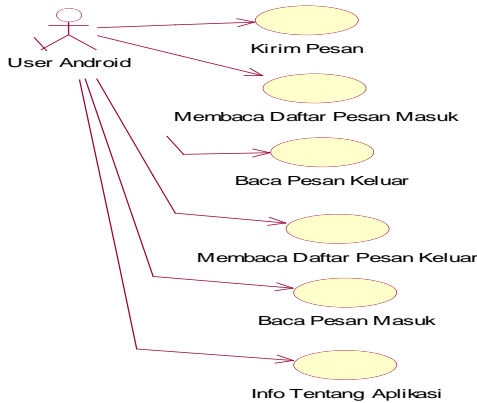 Kirim Pesan
User Android
Membaca Daftar Pesan Masuk
Baca Pesan Keluar
Membaca Daftar Pesan Keluar
Baca Pesan Masuk
Info Tentang Aplikasi